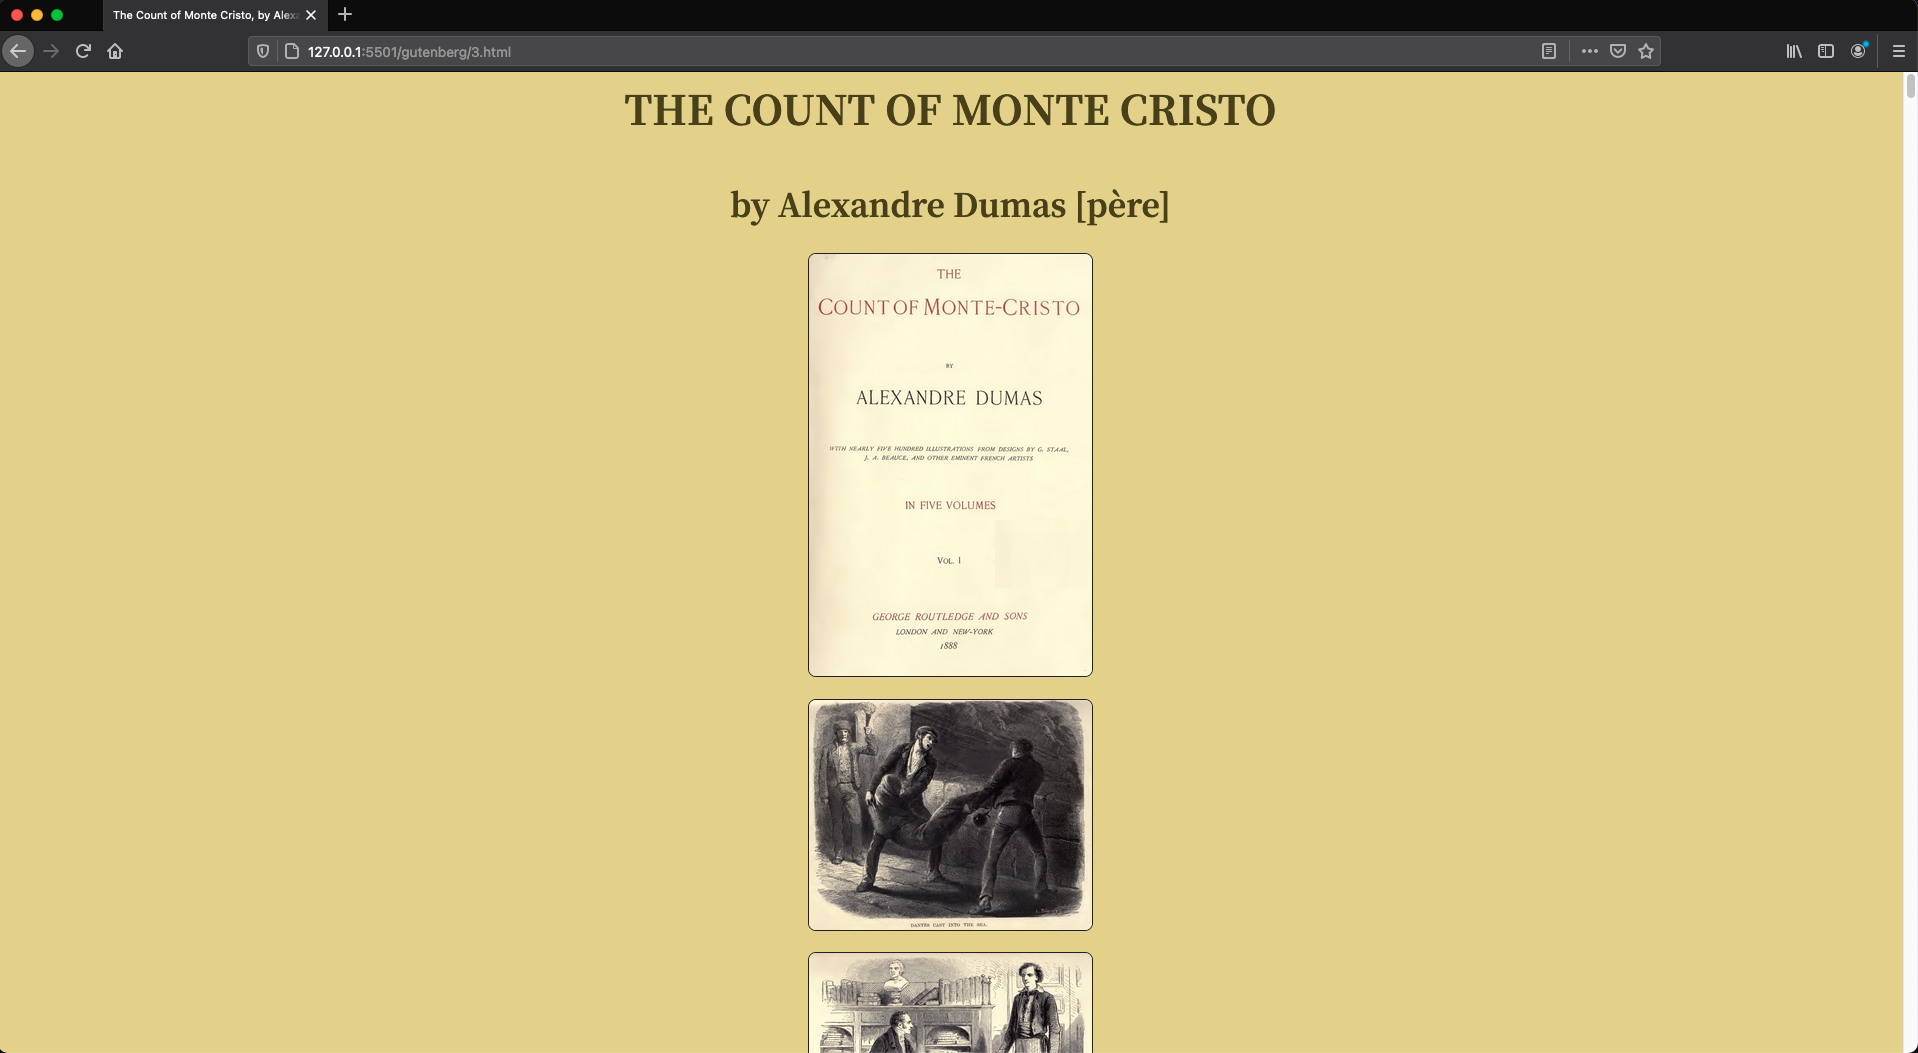 The Count of Monte Cristo, by Alex
127.0.0.1:5501/gutenberg/3.html
THE COUNT OF MONTE CRISTO
by Alexandre Dumas [père]
THE
COUNT OF MONTE-CRISTO
BY
ALEXANDRE DUMAS
WITH NEARLY FIVE HUNDRED ILLUSTRATIONS FROM DESIGNS BY G. STAAL,
J. A. BEAUCE, AND OTHER EMINENT FRENCH ARTISTS
IN FIVE VOLUMES
VOL. I
GEORGE ROUTLEDGE AND SONS
LONDON AND NEW-YORK
1888
DANTES CAST INTO THE SEA.